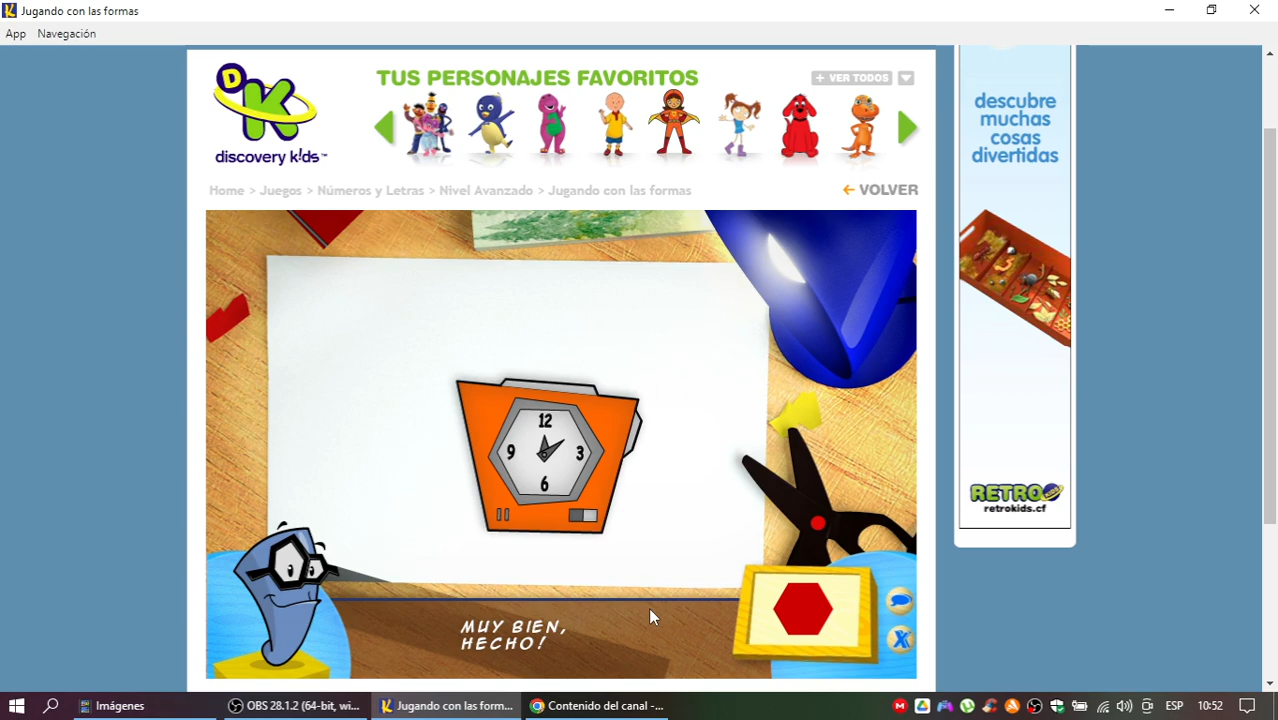 Jugando con las formas
App Navegación
D
K
discovery k!ds™
TUS PERSONAJES FAVORITOS
+ VER TODOS
Home > Juegos > Números y Letras > Nivel Avanzado > Jugando con las formas
VOLVER
12
9 3
6
MUY BIEN,
HECHO!
descubre
muchas
cosas
divertidas
RETRO
retrokids.cf
Imágenes
OBS 28.1.2 (64-bit, wi...
Jugando con las form...
Contenido del canal -...
ESP
10:52